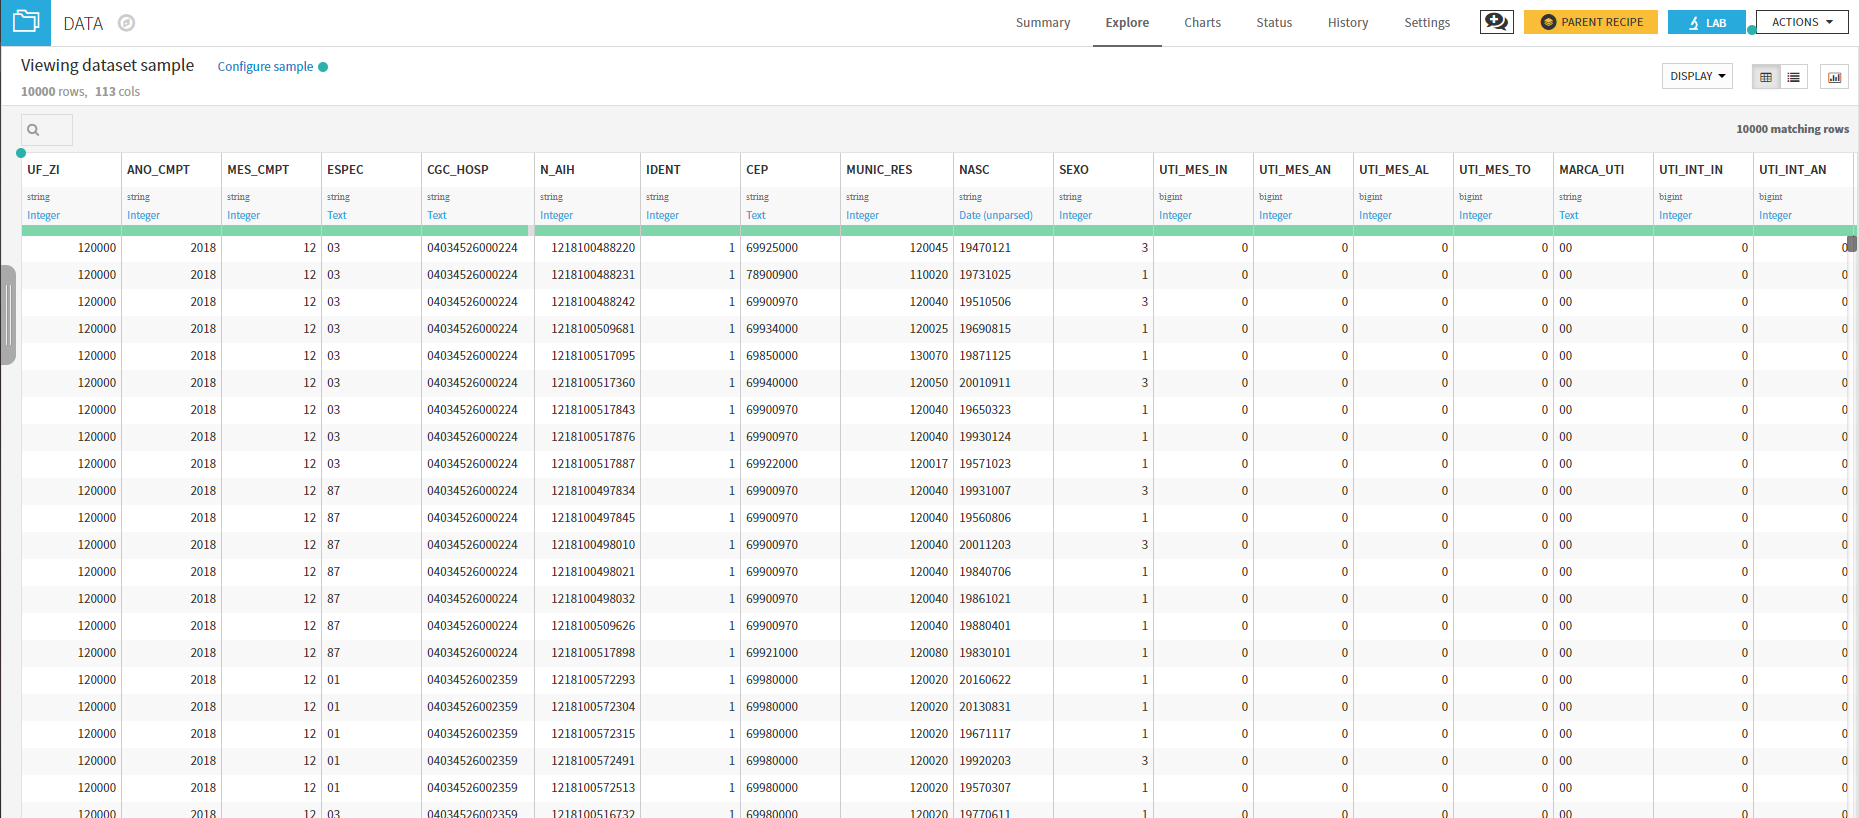 DATA Summary Explore Charts Status History Settings PARENT RECIPE LAB ACTIONS
Viewing dataset sample Configure sample
10000 rows, 113 cols DISPLAY
10000 matching rows
UF_ZI ANO_CMPT MES_CMPT ESPEC CGC_HOSP N_AIH IDENT CEP MUNIC_RES NASC SEXO UTI_MES_IN UTI_MES_AN UTI_MES_AL UTI_MES_TO MARCA_UTI UTI_INT_IN UTI_INT_AN
string string string string string string string string string string string bigint bigint bigint bigint string bigint bigint
Integer Integer Integer Text Text Integer Integer Text Integer Date (unparsed) Integer Integer Integer Integer Integer Text Integer Integer
120000 2018 12 03 04034526000224 1218100488220 1 69925000 120045 19470121 3 0 0 0 0 00 0 0
120000 2018 12 03 04034526000224 1218100488231 1 78900900 110020 19731025 1 0 0 0 0 00 0 0
120000 2018 12 03 04034526000224 1218100488242 1 69900970 120040 19510506 3 0 0 0 0 00 0 0
120000 2018 12 03 04034526000224 1218100509681 1 69934000 120025 19690815 1 0 0 0 0 00 0 0
120000 2018 12 03 04034526000224 1218100517095 1 69850000 130070 19871125 1 0 0 0 0 00 0 0
120000 2018 12 03 04034526000224 1218100517360 1 69940000 120050 20010911 3 0 0 0 0 00 0 0
120000 2018 12 03 04034526000224 1218100517843 1 69900970 120040 19650323 1 0 0 0 0 00 0 0
120000 2018 12 03 04034526000224 1218100517876 1 69900970 120040 19930124 1 0 0 0 0 00 0 0
120000 2018 12 03 04034526000224 1218100517887 1 69922000 120017 19571023 1 0 0 0 0 00 0 0
120000 2018 12 87 04034526000224 1218100497834 1 69900970 120040 19931007 3 0 0 0 0 00 0 0
120000 2018 12 87 04034526000224 1218100497845 1 69900970 120040 19560806 1 0 0 0 0 00 0 0
120000 2018 12 87 04034526000224 1218100498010 1 69900970 120040 20011203 3 0 0 0 0 00 0 0
120000 2018 12 87 04034526000224 1218100498021 1 69900970 120040 19840706 1 0 0 0 0 00 0 0
120000 2018 12 87 04034526000224 1218100498032 1 69900970 120040 19861021 1 0 0 0 0 00 0 0
120000 2018 12 87 04034526000224 1218100509626 1 69900970 120040 19880401 1 0 0 0 0 00 0 0
120000 2018 12 87 04034526000224 1218100517898 1 69921000 120080 19830101 1 0 0 0 0 00 0 0
120000 2018 12 01 04034526002359 1218100572293 1 69980000 120020 20160622 1 0 0 0 0 00 0 0
120000 2018 12 01 04034526002359 1218100572304 1 69980000 120020 20130831 1 0 0 0 0 00 0 0
120000 2018 12 01 04034526002359 1218100572315 1 69980000 120020 19671117 1 0 0 0 0 00 0 0
120000 2018 12 01 04034526002359 1218100572491 1 69980000 120020 19920203 3 0 0 0 0 00 0 0
120000 2018 12 01 04034526002359 1218100572513 1 69980000 120020 19570307 1 0 0 0 0 00 0 0
120000 2018 12 03 04034526002359 1218100516732 1 69980000 120020 19770611 1 0 0 0 0 00 0 0